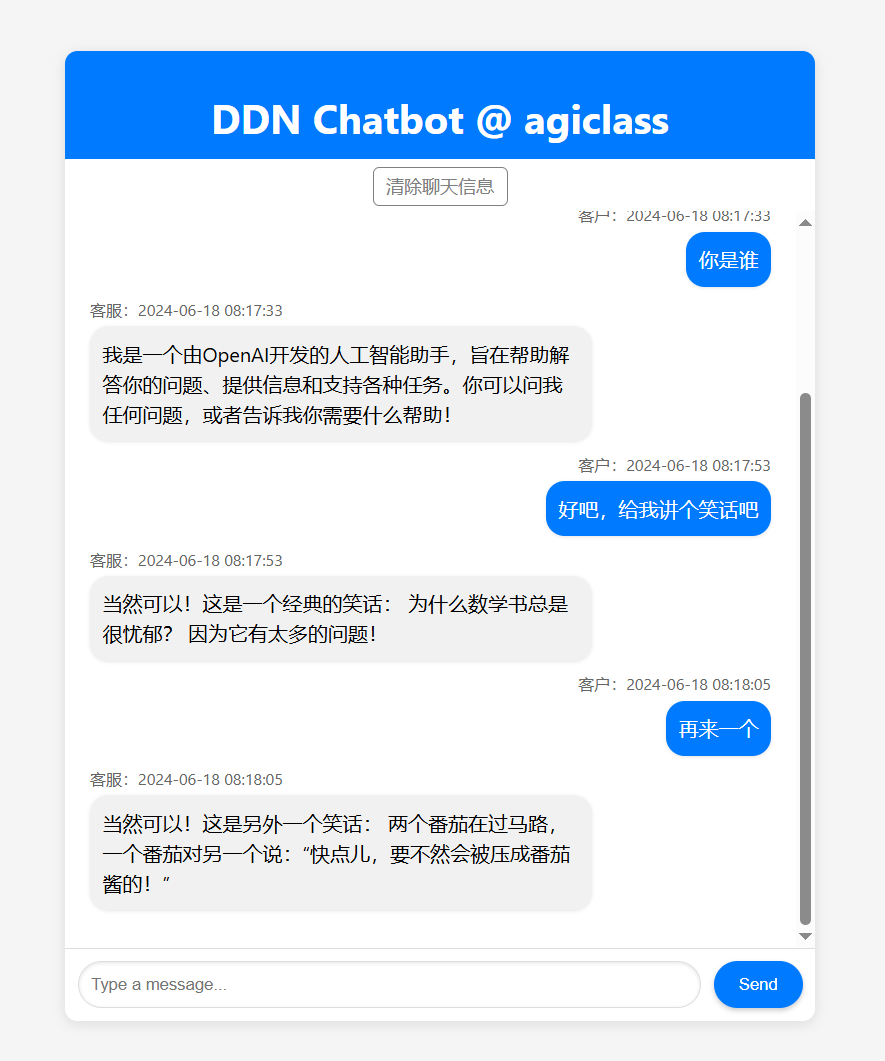 DDN Chatbot @ agiclass
清除聊天信息
客户：2024-06-18 08:17:33
你是谁
客服：2024-06-18 08:17:33
我是一个由OpenAI开发的人工智能助手，旨在帮助解
答你的问题、提供信息和支持各种任务。你可以问我
任何问题，或者告诉我你需要什么帮助！
客户：2024-06-18 08:17:53
好吧，给我讲个笑话吧
客服：2024-06-18 08:17:53
当然可以！这是一个经典的笑话： 为什么数学书总是
很忧郁？ 因为它有太多的问题！
客户：2024-06-18 08:18:05
再来一个
客服：2024-06-18 08:18:05
当然可以！这是另外一个笑话： 两个番茄在过马路，
一个番茄对另一个说：“快点儿，要不然会被压成番茄
酱的！”
Type a message...
Send